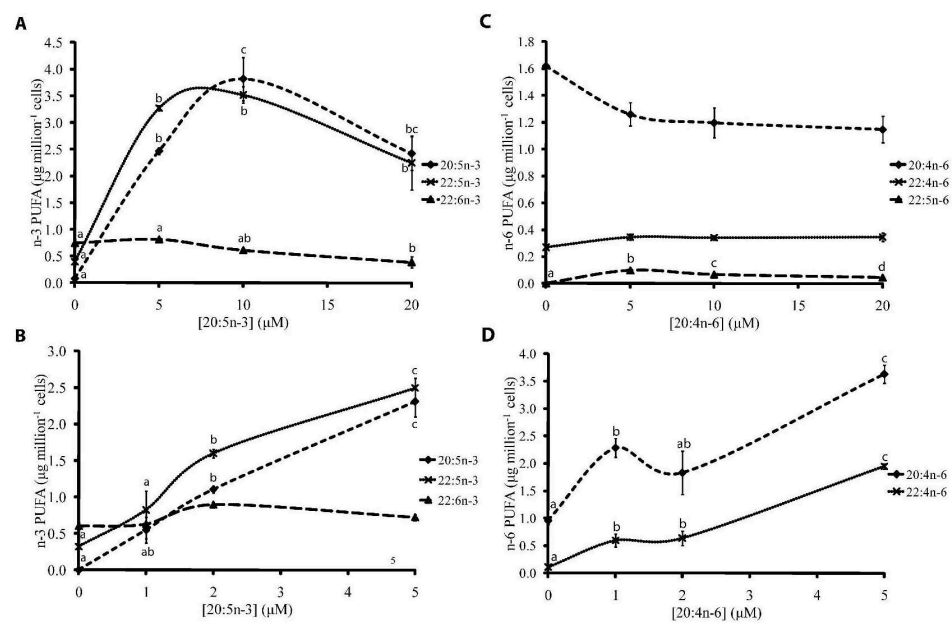 A
n-3 PUFA (µg million⁻¹ cells)
4.5
4.0
3.5
3.0
2.5
2.0
1.5
1.0
0.5
0.0
c
b
b
b
bc
b
a
a
ab
b
a
a
0 5 10 15 20
[20:5n-3] (µM)
20:5n-3
22:5n-3
22:6n-3
C
n-6 PUFA (µg million⁻¹ cells)
1.8
1.6
1.4
1.2
1.0
0.8
0.6
0.4
0.2
0.0
a
b
c
d
0 5 10 15 20
[20:4n-6] (µM)
20:4n-6
22:4n-6
22:5n-6
B
n-3 PUFA (µg million⁻¹ cells)
3.0
2.5
2.0
1.5
1.0
0.5
0.0
c
c
b
b
a
a
a
ab
5
0 1 2 3 4 5
[20:5n-3] (µM)
20:5n-3
22:5n-3
22:6n-3
D
n-6 PUFA (µg million⁻¹ cells)
4.0
3.5
3.0
2.5
2.0
1.5
1.0
0.5
0.0
c
b
ab
a
c
b
b
a
0 1 2 3 4 5
[20:4n-6] (µM)
20:4n-6
22:4n-6